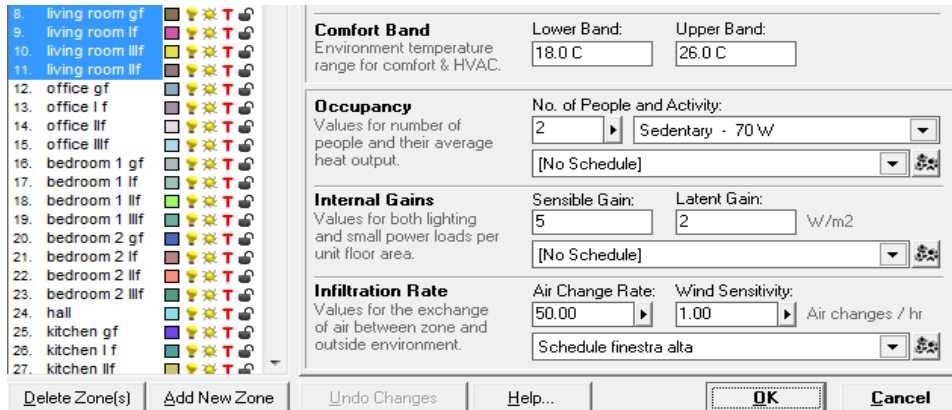 8. living room gf
9. living room If
10. living room IIIf
11. living room IIf
12. office gf
13. office I f
14. office IIf
15. office IIIf
16. bedroom 1 gf
17. bedroom 1 If
18. bedroom 1 IIf
19. bedroom 1 IIIf
20. bedroom 2 gf
21. bedroom 2 If
22. bedroom 2 IIf
23. bedroom 2 IIIf
24. hall
25. kitchen gf
26. kitchen I f
27. kitchen IIf
Delete Zone(s) Add New Zone
Comfort Band
Environment temperature
range for comfort & HVAC.
Lower Band: Upper Band:
18.0 C 26.0 C
Occupancy
Values for number of
people and their average
heat output.
No. of People and Activity:
2 Sedentary - 70 W
[No Schedule]
Internal Gains
Values for both lighting
and small power loads per
unit floor area.
Sensible Gain: Latent Gain:
5 2 W/m2
[No Schedule]
Infiltration Rate
Values for the exchange
of air between zone and
outside environment.
Air Change Rate: Wind Sensitivity:
50.00 1.00 Air changes / hr
Schedule finestra alta
Undo Changes Help... OK Cancel